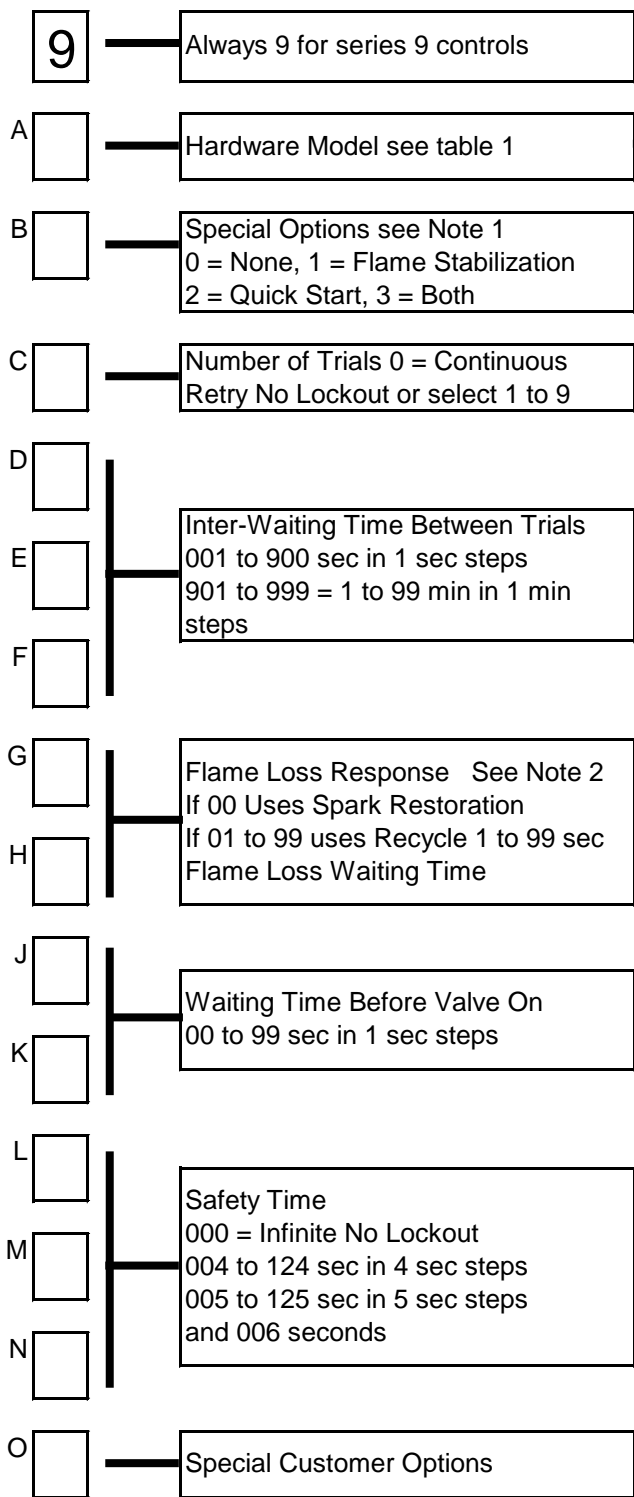 9
Always 9 for series 9 controls
A
Hardware Model see table 1
B
Special Options see Note 1
0 = None, 1 = Flame Stabilization
2 = Quick Start, 3 = Both
C
Number of Trials 0 = Continuous
Retry No Lockout or select 1 to 9
D
E
F
Inter-Waiting Time Between Trials
001 to 900 sec in 1 sec steps
901 to 999 = 1 to 99 min in 1 min
steps
G
H
Flame Loss Response   See Note 2
If 00 Uses Spark Restoration
If 01 to 99 uses Recycle 1 to 99 sec
Flame Loss Waiting Time
J
K
Waiting Time Before Valve On
00 to 99 sec in 1 sec steps
L
M
N
Safety Time
000 = Infinite No Lockout
004 to 124 sec in 4 sec steps
005 to 125 sec in 5 sec steps
and 006 seconds
O
Special Customer Options